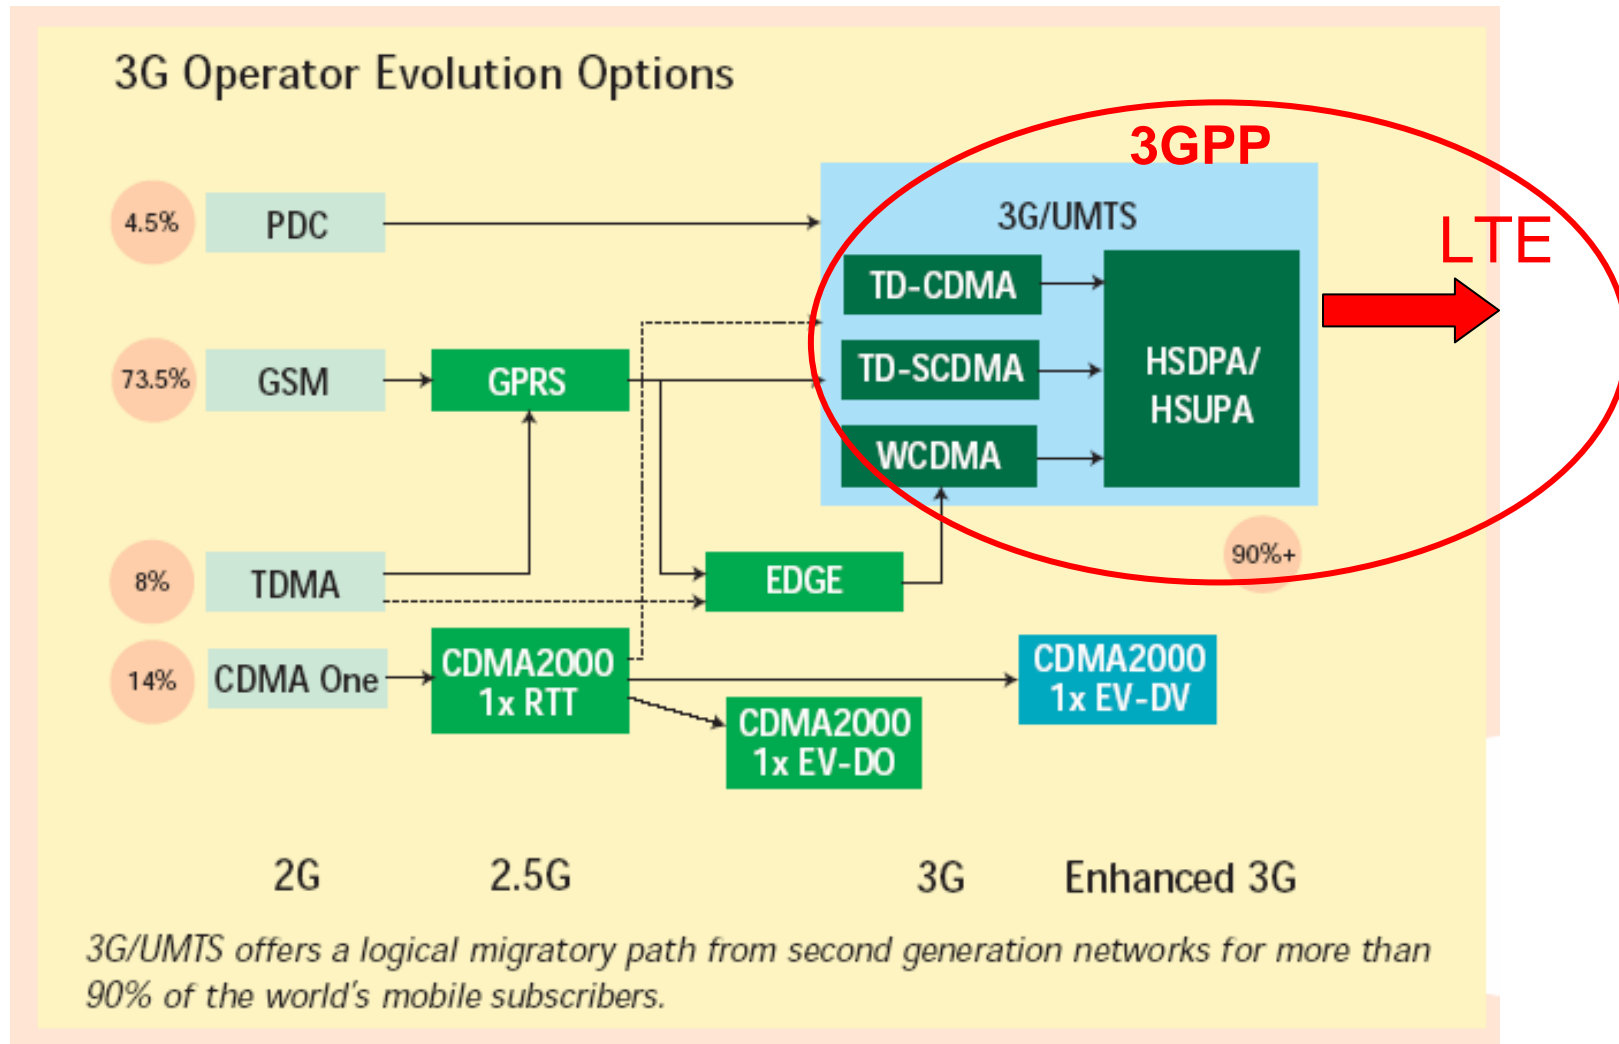 3G Operator Evolution Options
3GPP
4.5%
PDC
3G/UMTS
LTE
TD-CDMA
73.5%
GSM
GPRS
TD-SCDMA
HSDPA/
HSUPA
WCDMA
8%
TDMA
EDGE
90%+
14%
CDMA One
CDMA2000
1x RTT
CDMA2000
1x EV-DO
CDMA2000
1x EV-DV
2G
2.5G
3G
Enhanced 3G
3G/UMTS offers a logical migratory path from second generation networks for more than
90% of the world's mobile subscribers.